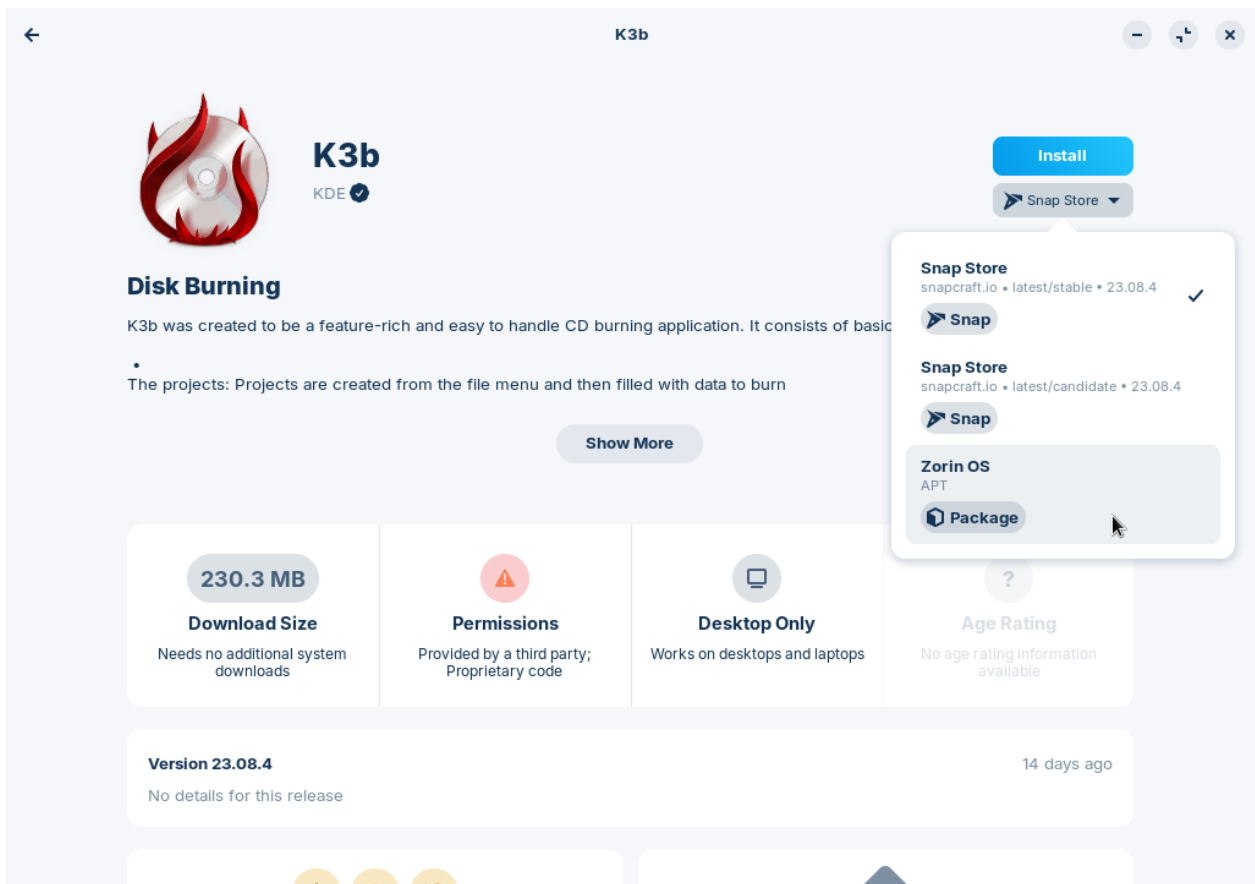 K3b
K3b
KDE
Install
Snap Store
Snap Store
snapcraft.io • latest/stable • 23.08.4
Snap
Snap Store
snapcraft.io • latest/candidate • 23.08.4
Snap
Zorin OS
APT
Package
Disk Burning
K3b was created to be a feature-rich and easy to handle CD burning application. It consists of basic
•
The projects: Projects are created from the file menu and then filled with data to burn
Show More
230.3 MB
Download Size
Needs no additional system
downloads
Permissions
Provided by a third party;
Proprietary code
Desktop Only
Works on desktops and laptops
?
Age Rating
No age rating information
available
Version 23.08.4
14 days ago
No details for this release